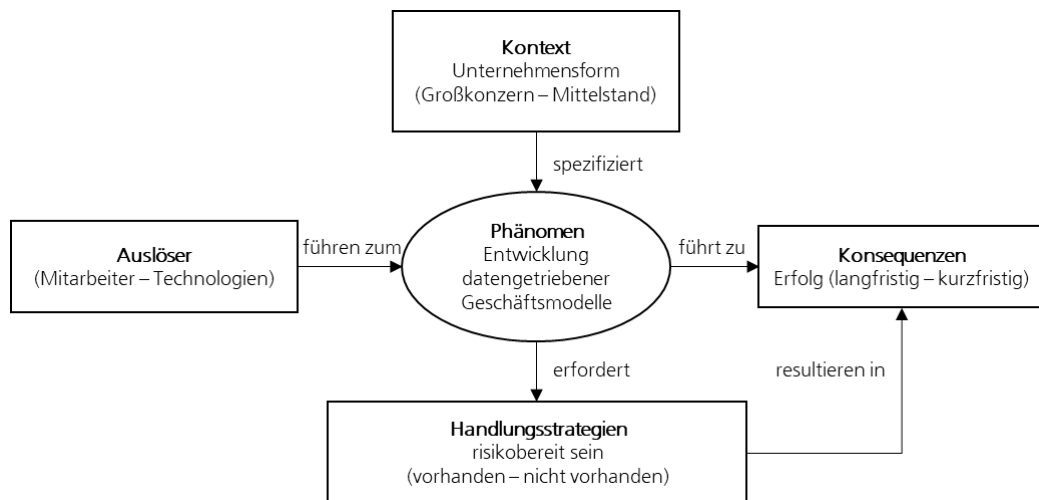 Kontext
Unternehmensform
(Großkonzern – Mittelstand)
spezifiziert
Auslöser
(Mitarbeiter – Technologien)
führen zum
Phänomen
Entwicklung
datengetriebener
Geschäftsmodelle
führt zu
Konsequenzen
Erfolg (langfristig – kurzfristig)
erfordert
resultieren in
Handlungsstrategien
risikobereit sein
(vorhanden – nicht vorhanden)